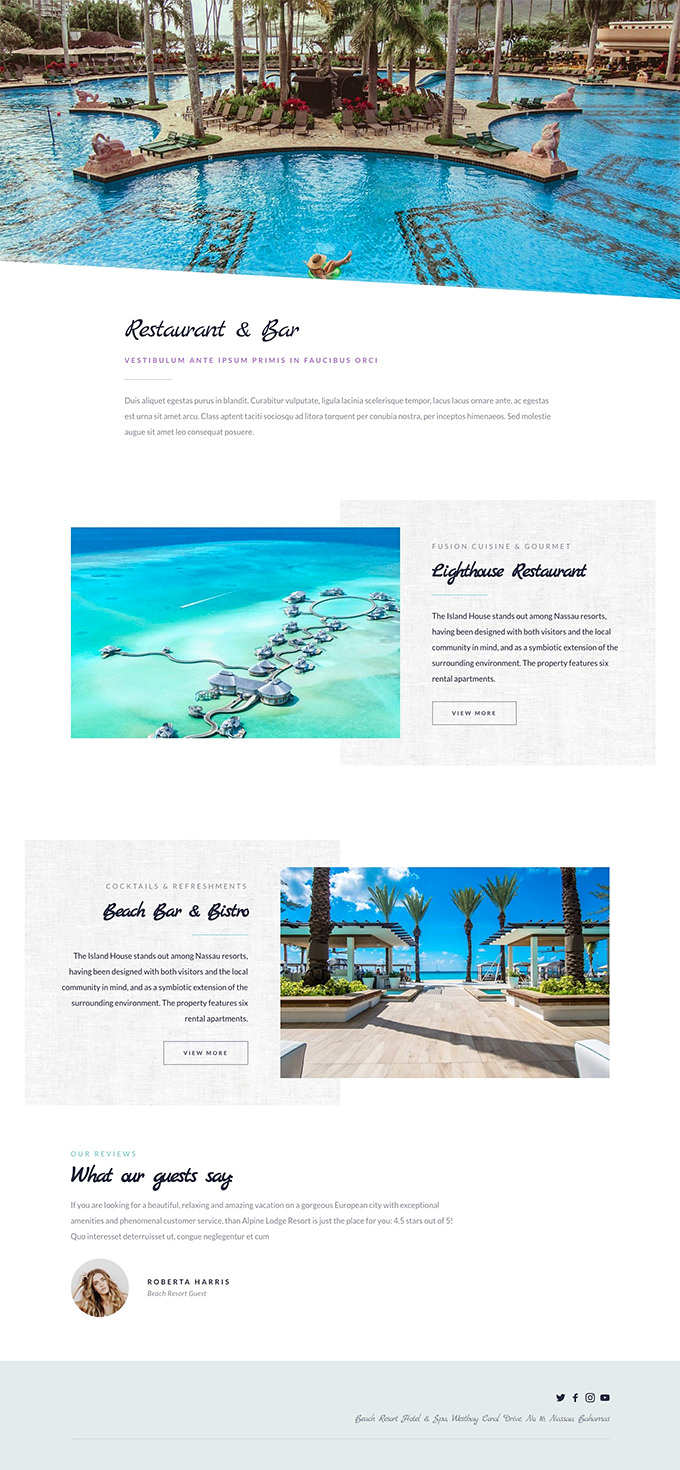 Restaurant & Bar
VESTIBULUM ANTE IPSUM PRIMIS IN FAUCIBUS ORCI
Duis aliquet egestas purus in blandit. Curabitur vulputate, ligula lacinia scelerisque tempor, lacus lacus ornare ante, ac egestas
est urna sit amet arcu. Class aptent taciti sociosqu ad litora torquent per conubia nostra, per inceptos himenaeos. Sed molestie
augue sit amet leo consequat posuere.
FUSION CUISINE & GOURMET
Lighthouse Restaurant
The Island House stands out among Nassau resorts,
having been designed with both visitors and the local
community in mind, and as a symbiotic extension of the
surrounding environment. The property features six
rental apartments.
VIEW MORE
COCKTAILS & REFRESHMENTS
Beach Bar & Bistro
The Island House stands out among Nassau resorts,
having been designed with both visitors and the local
community in mind, and as a symbiotic extension of the
surrounding environment. The property features six
rental apartments.
VIEW MORE
OUR REVIEWS
What our guests say:
If you are looking for a beautiful, relaxing and amazing vacation on a gorgeous European city with exceptional
amenities and phenomenal customer service, than Alpine Lodge Resort is just the place for you: 4.5 stars out of 5!
Quo interesset deterruisset ut, congue neglegentur et cum
ROBERTA HARRIS
Beach Resort Guest
Beach Resort Hotel & Spa, Westbay Coral Drive, No 16, Nassau, Bahamas